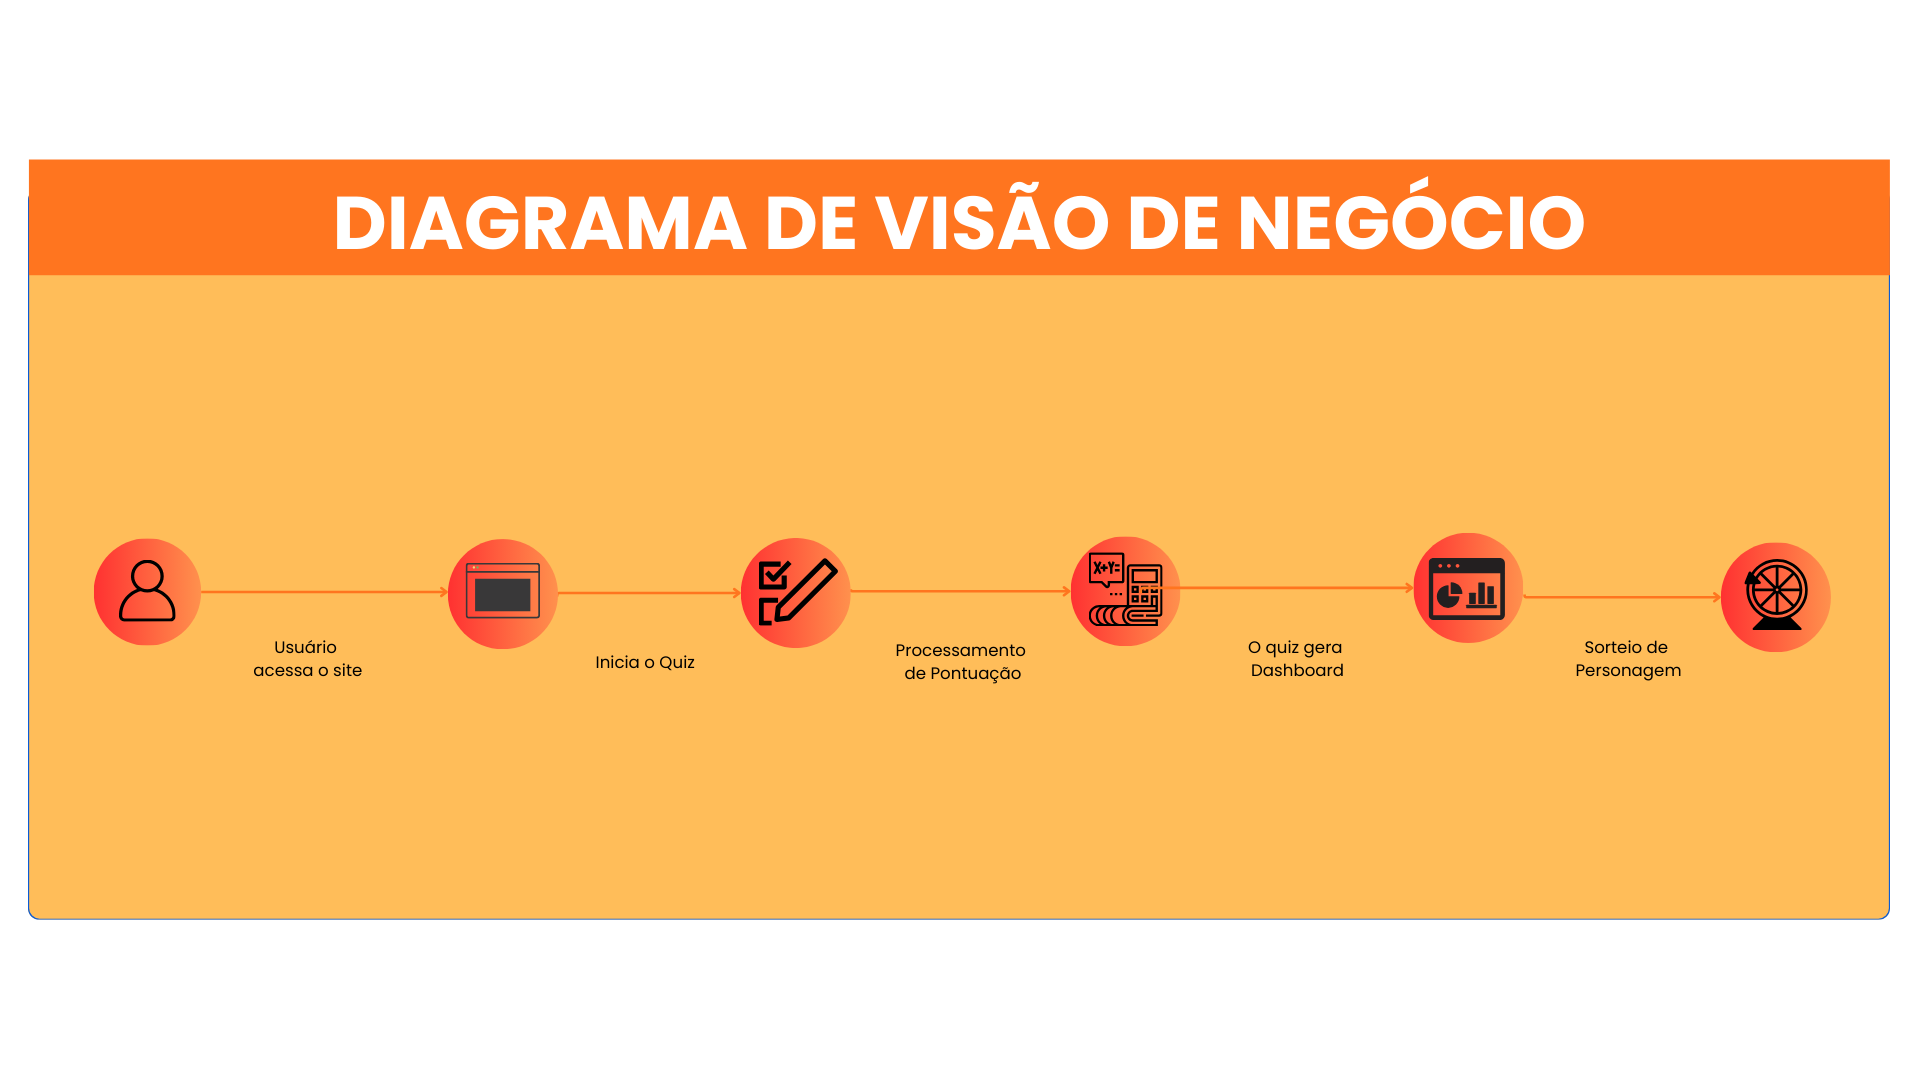 DIAGRAMA DE VISÃO DE NEGÓCIO
Usuário
acessa o site
Inicia o Quiz
Processamento
de Pontuação
X+Y=
O quiz gera
Dashboard
Sorteio de
Personagem